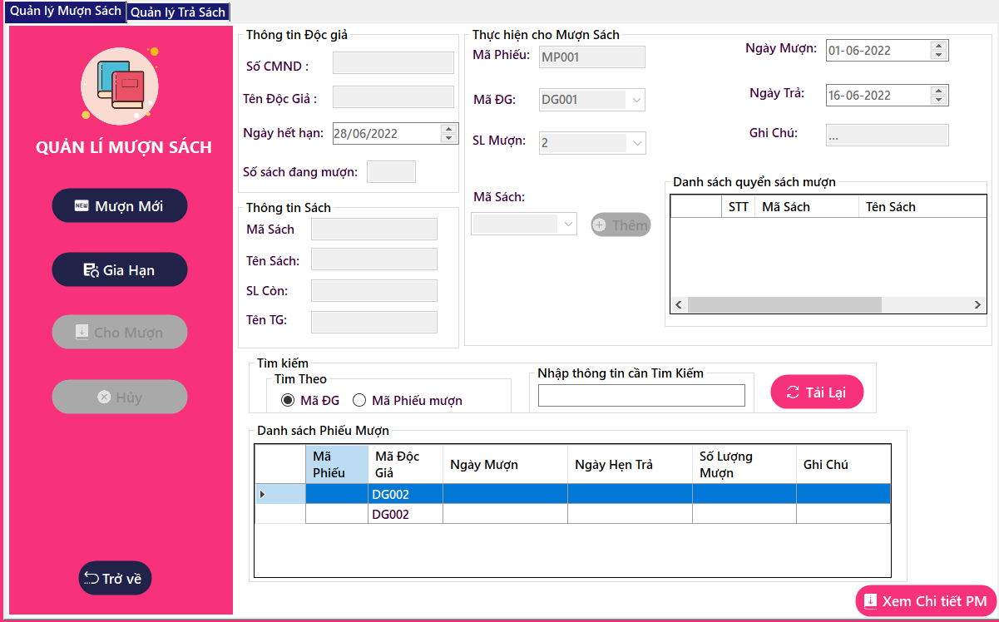 Quản lý Mượn Sách
Quản lý Trả Sách
QUẢN LÍ MƯỢN SÁCH
NEW Mượn Mới
Gia Hạn
Cho Mượn
Hủy
Trở về
Thông tin Độc giả
Số CMND :
Tên Độc Giả :
Ngày hết hạn: 28/06/2022
Số sách đang mượn:
Thông tin Sách
Mã Sách
Tên Sách:
SL Còn:
Tên TG:
Thực hiện cho Mượn Sách
Mã Phiếu: MP001
Mã ĐG: DG001
SL Mượn: 2
Mã Sách:
Thêm
Ngày Mượn: 01-06-2022
Ngày Trả: 16-06-2022
Ghi Chú: ...
Danh sách quyển sách mượn
STT Mã Sách Tên Sách
Tìm kiếm
Tìm Theo
Mã ĐG Mã Phiếu mượn
Nhập thông tin cần Tìm Kiếm
Tải Lại
Danh sách Phiếu Mượn
Mã Phiếu Mã Độc Giả Ngày Mượn Ngày Hẹn Trả Số Lượng Mượn Ghi Chú
DG002
DG002
Xem Chi tiết PM